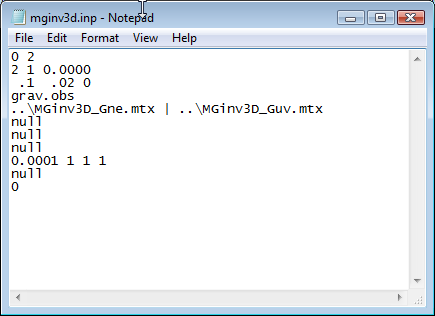 mginv3d.inp - Notepad
File Edit Format View Help
0 2
2 1 0.0000
.1  .02 0
grav.obs
..\MGinv3D_Gne.mtx | ..\MGinv3D_Guv.mtx
null
null
null
0.0001 1 1 1
null
0